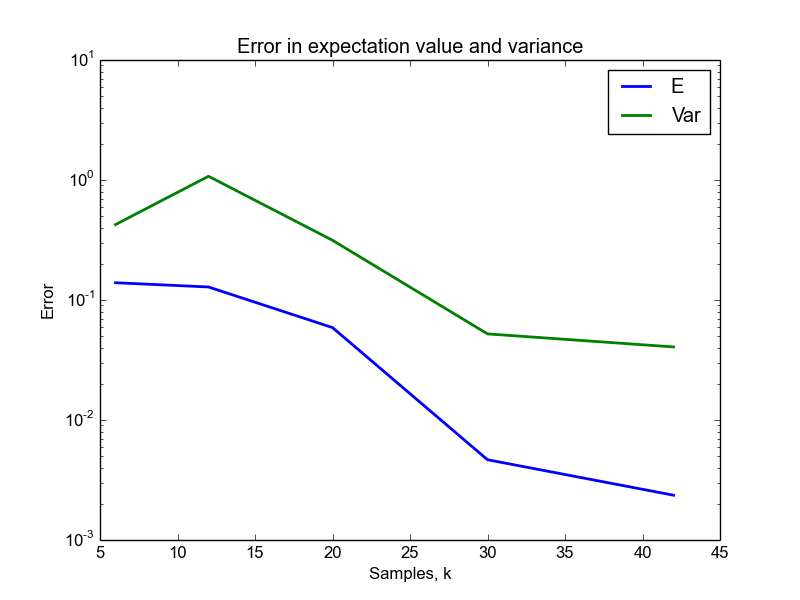 Error in expectation value and variance
E
Var
Error
10^1
10^0
10^-1
10^-2
10^-3
5 10 15 20 25 30 35 40 45
Samples, k